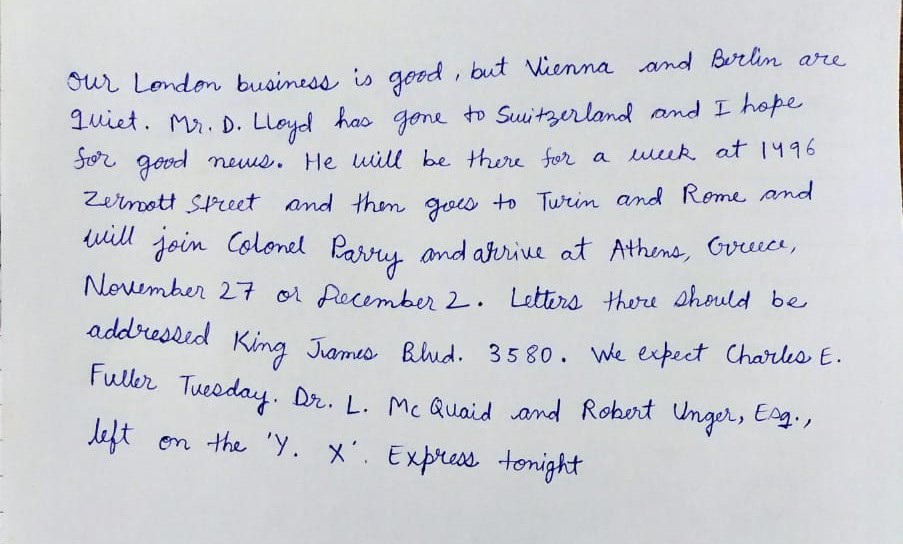 Our London business is good, but Vienna and Berlin are
quiet. Mr. D. Lloyd has gone to Switzerland and I hope
for good news. He will be there for a week at 1496
Zermott Street and then goes to Turin and Rome and
will join Colonel Parry and arrive at Athens, Greece,
November 27 or December 2. Letters there should be
addressed King James Blvd. 3580. We expect Charles E.
Fuller Tuesday. Dr. L. McQuaid and Robert Unger, Esq.,
left on the 'Y. X'. Express tonight